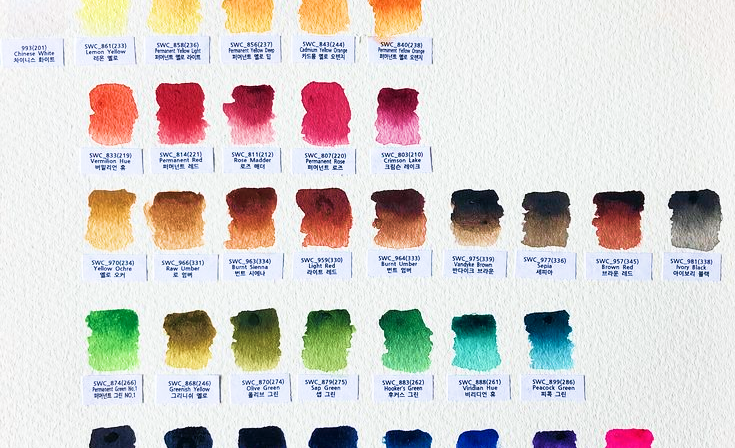 993(201)
Chinese White
차이니스 화이트
SWC_861(233)
Lemon Yellow
레몬 옐로
SWC_858(236)
Permanent Yellow Light
퍼머넌트 옐로 라이트
SWC_856(237)
Permanent Yellow Deep
퍼머넌트 옐로 딥
SWC_843(244)
Cadmium Yellow Orange
카드뮴 옐로 오렌지
SWC_840(238)
Permanent Yellow Orange
퍼머넌트 옐로 오렌지
SWC_833(219)
Vermilion Hue
버밀리언 휴
SWC_814(221)
Permanent Red
퍼머넌트 레드
SWC_811(212)
Rose Madder
로즈 매더
SWC_807(220)
Permanent Rose
퍼머넌트 로즈
SWC_803(210)
Crimson Lake
크림슨 레이크
SWC_970(234)
Yellow Ochre
옐로 오커
SWC_966(331)
Raw Umber
로 엄버
SWC_963(334)
Burnt Sienna
번트 시에나
SWC_959(330)
Light Red
라이트 레드
SWC_964(333)
Burnt Umber
번트 엄버
SWC_975(339)
Vandyke Brown
반다이크 브라운
SWC_977(336)
Sepia
세피아
SWC_957(345)
Brown Red
브라운 레드
SWC_981(338)
Ivory Black
아이보리 블랙
SWC_874(266)
Permanent Green No.1
퍼머넌트 그린 NO.1
SWC_868(246)
Greenish Yellow
그리니쉬 옐로
SWC_870(274)
Olive Green
올리브 그린
SWC_879(275)
Sap Green
샙 그린
SWC_883(262)
Hooker's Green
후커스 그린
SWC_888(261)
Viridian Hue
비리디언 휴
SWC_899(286)
Peacock Green
피콕 그린